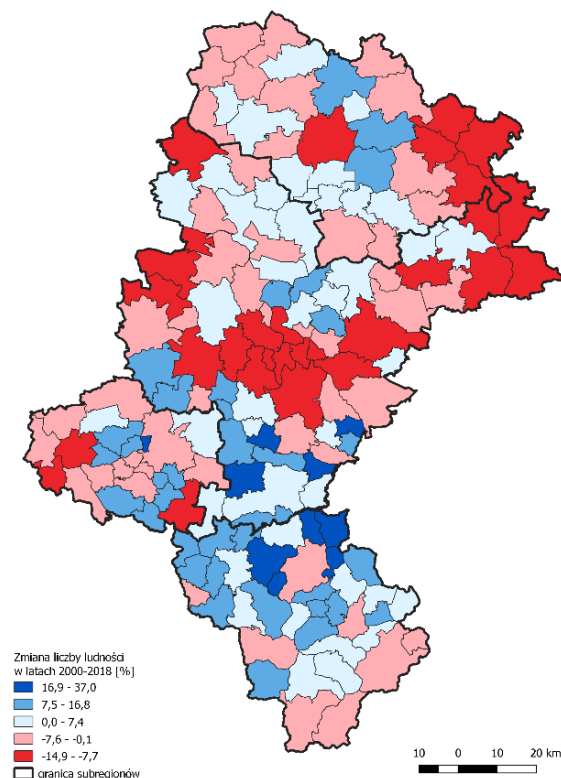 Zmiana liczby ludności
w latach 2000-2018 [%]
16,9 - 37,0
7,5 - 16,8
0,0 - 7,4
-7,6 - -0,1
-14,9 - -7,7
granica subregionów
10 0 10 20 km